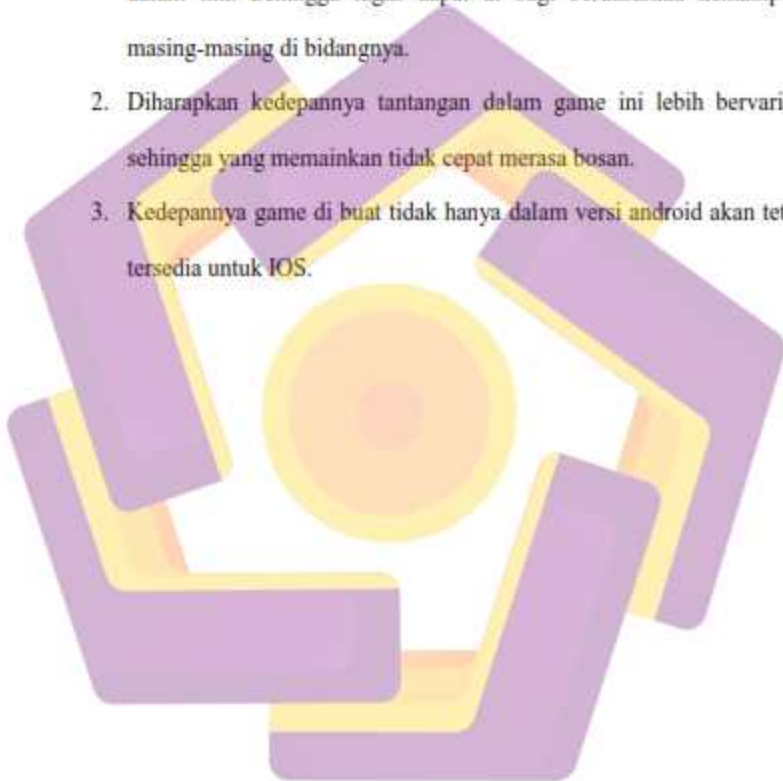 masing-masing di bidangnya.
2. Diharapkan kedepannya tantangan dalam game ini lebih bervari
sehingga yang memainkan tidak cepat merasa bosan.
3. Kedepannya game di buat tidak hanya dalam versi android akan tet
tersedia untuk IOS.